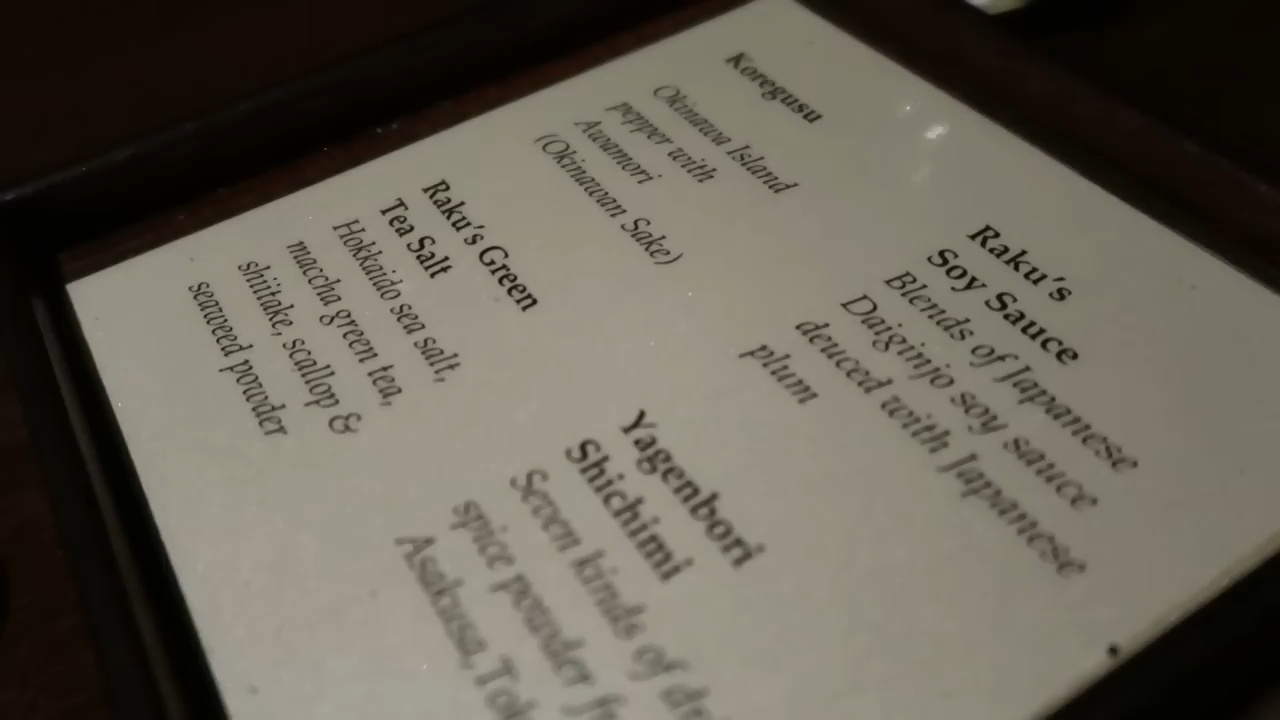 Koregusu
Okinawa Island
pepper with
Awamori
(Okinawan Sake)
Raku's
Soy Sauce
Blends of Japanese
Daiginjo soy sauce
deuced with Japanese
plum
Raku's Green
Tea Salt
Hokkaido sea salt,
maccha green tea,
shiitake, scallop &
seaweed powder
Yagenbori
Shichimi
Seven kinds of
spice powder
Asakusa,